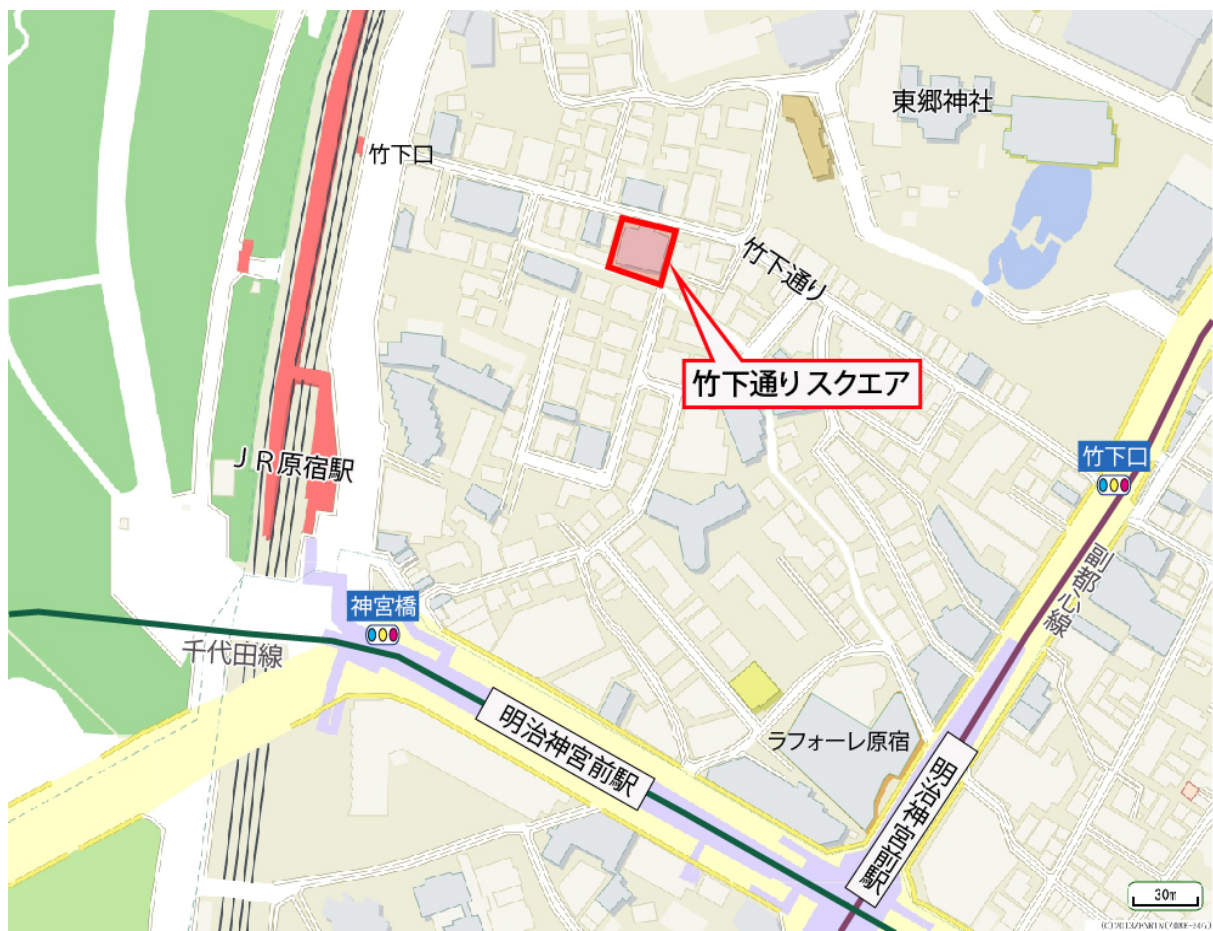 東郷神社
竹下口
竹下通り
竹下通りスクエア
竹下口
JR原宿駅
副都心線
神宮橋
千代田線
明治神宮前駅
ラフォーレ原宿
明治神宮前駅
30m